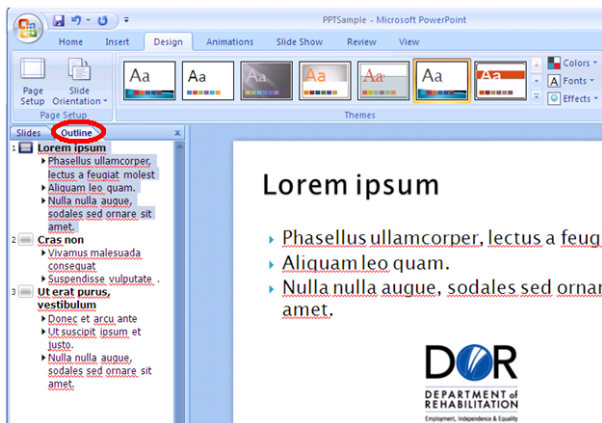 PPTSample - Microsoft PowerPoint
Home Insert Design Animations Slide Show Review View
Page Setup
Slide Orientation
Aa Aa Aa Aa Aa Aa Aa
Colors
Fonts
Effects
Page Setup
Themes
Slides Outline x
1 Lorem ipsum
Phasellus ullamcorper,
lectus a feugiat molest
Aliquam leo quam.
Nulla nulla augue,
sodales sed ornare sit
amet.
2 Cras non
Vivamus malesuada
consequat
Suspendisse vulputate .
3 Ut erat purus,
vestibulum
Donec et arcu ante
Ut suscipit ipsum et
justo.
Nulla nulla augue,
sodales sed ornare sit
amet.
Lorem ipsum
Phasellus ullamcorper, lectus a feug
Aliquam leo quam.
Nulla nulla augue, sodales sed ornar
amet.
DOR
DEPARTMENT of
REHABILITATION
Employment, Independence & Equality